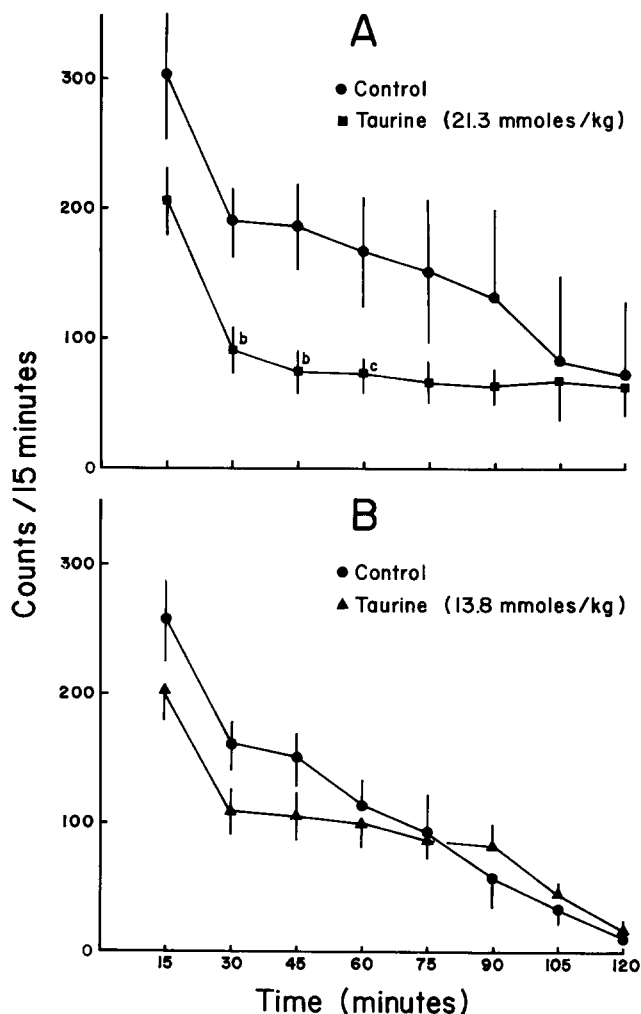 A
Control
Taurine (21.3 mmoles/kg)
300
200
100
0
b
b
c
Counts/15 minutes
B
Control
Taurine (13.8 mmoles/kg)
300
200
100
0
15 30 45 60 75 90 105 120
Time (minutes)